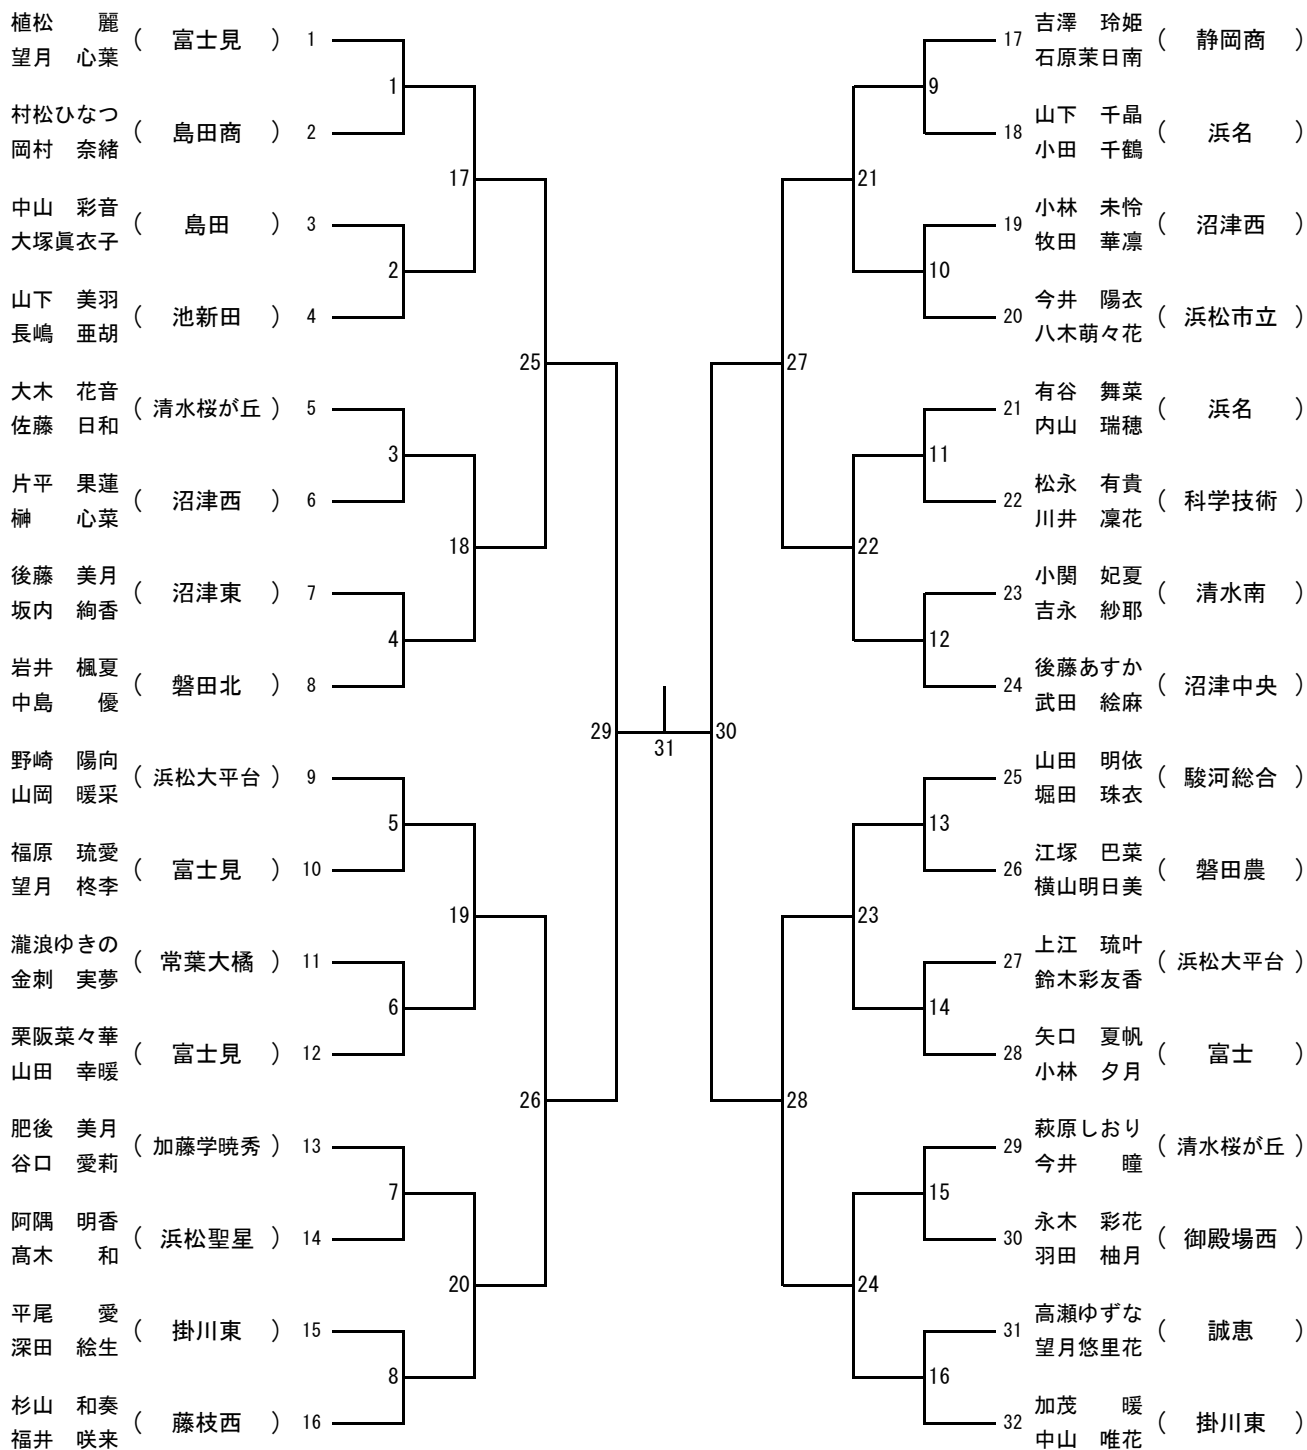 植松　　麗
望月　心葉
（　富士見　） 1
村松ひなつ
岡村　奈緒
（　島田商　） 2
中山　彩音
大塚眞衣子
（　島田　） 3
山下　美羽
長嶋　亜胡
（　池新田　） 4
大木　花音
佐藤　日和
（ 清水桜が丘 ） 5
片平　果蓮
榊　　心菜
（　沼津西　） 6
後藤　美月
坂内　絢香
（　沼津東　） 7
岩井　楓夏
中島　　優
（　磐田北　） 8
野崎　陽向
山岡　暖采
（ 浜松大平台 ） 9
福原　琉愛
望月　柊李
（　富士見　） 10
瀧浪ゆきの
金刺　実夢
（　常葉大橘　） 11
栗阪菜々華
山田　幸暖
（　富士見　） 12
肥後　美月
谷口　愛莉
（ 加藤学暁秀 ） 13
阿隅　明香
髙木　　和
（　浜松聖星　） 14
平尾　　愛
深田　絵生
（　掛川東　） 15
杉山　和奏
福井　咲来
（　藤枝西　） 16
1
2
3
4
5
6
7
8
17
18
19
20
25
26
29
31
30
27
28
21
22
23
24
9
10
11
12
13
14
15
16
17 吉澤　玲姫
石原茉日南
（　静岡商　）
18 山下　千晶
小田　千鶴
（　浜名　）
19 小林　未怜
牧田　華凛
（　沼津西　）
20 今井　陽衣
八木萌々花
（　浜松市立　）
21 有谷　舞菜
内山　瑞穂
（　浜名　）
22 松永　有貴
川井　凜花
（　科学技術　）
23 小関　妃夏
吉永　紗耶
（　清水南　）
24 後藤あすか
武田　絵麻
（　沼津中央　）
25 山田　明依
堀田　珠衣
（　駿河総合　）
26 江塚　巴菜
横山明日美
（　磐田農　）
27 上江　琉叶
鈴木彩友香
（ 浜松大平台 ）
28 矢口　夏帆
小林　夕月
（　富士　）
29 萩原しおり
今井　　瞳
（ 清水桜が丘 ）
30 永木　彩花
羽田　柚月
（　御殿場西　）
31 高瀬ゆずな
望月悠里花
（　誠恵　）
32 加茂　　暖
中山　唯花
（　掛川東　）